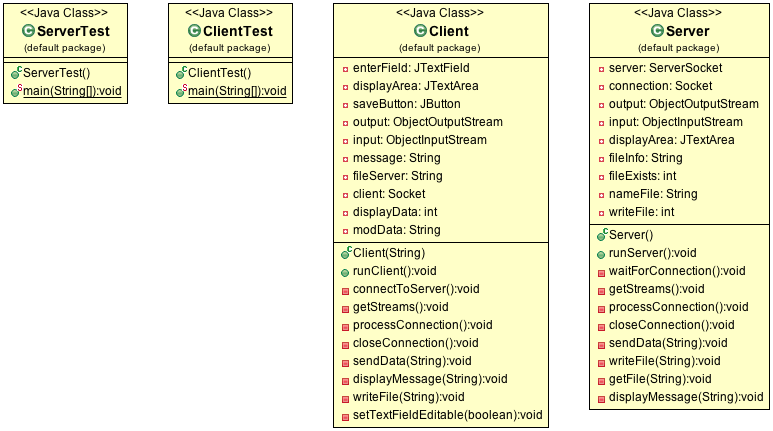 <<Java Class>>
ServerTest
(default package)
ServerTest()
main(String[]):void
<<Java Class>>
ClientTest
(default package)
ClientTest()
main(String[]):void
<<Java Class>>
Client
(default package)
enterField: JTextField
displayArea: JTextArea
saveButton: JButton
output: ObjectOutputStream
input: ObjectInputStream
message: String
fileServer: String
client: Socket
displayData: int
modData: String
Client(String)
runClient():void
connectToServer():void
getStreams():void
processConnection():void
closeConnection():void
sendData(String):void
displayMessage(String):void
writeFile(String):void
setTextFieldEditable(boolean):void
<<Java Class>>
Server
(default package)
server: ServerSocket
connection: Socket
output: ObjectOutputStream
input: ObjectInputStream
displayArea: JTextArea
fileInfo: String
fileExists: int
nameFile: String
writeFile: int
Server()
runServer():void
waitForConnection():void
getStreams():void
processConnection():void
closeConnection():void
sendData(String):void
writeFile(String):void
getFile(String):void
displayMessage(String):void